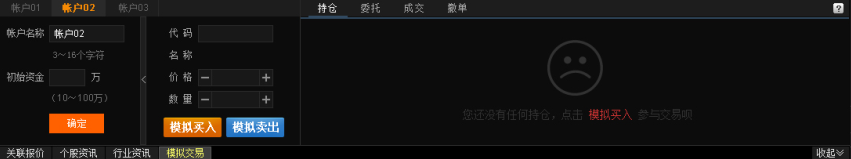 帐户01 帐户02 帐户03
持仓 委托 成交 撤单 ?
帐户名称 帐户02
3～16个字符
初始资金 万
(10～100万)
确定
代 码
名 称
价 格 − +
数 量 − +
模拟买入 模拟卖出
您还没有任何持仓，点击 模拟买入 参与交易呗
关联报价 个股资讯 行业资讯 模拟交易 收起